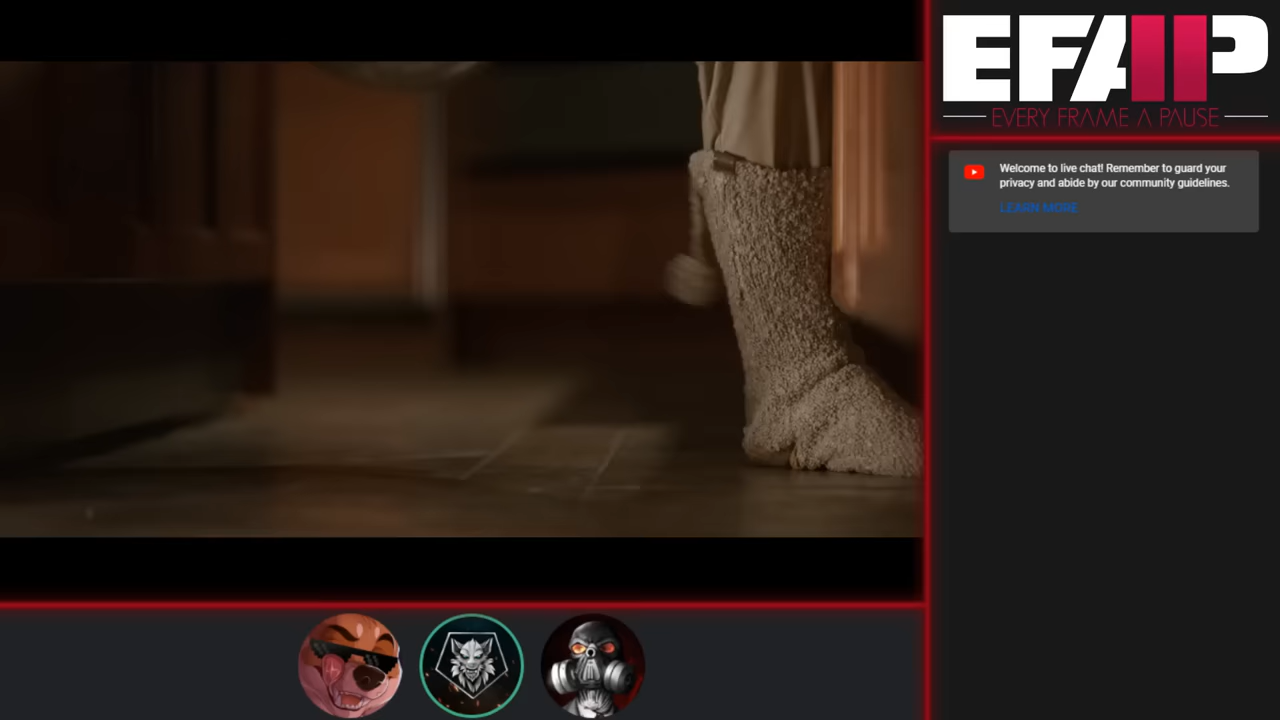 EFAP
EVERY FRAME A PAUSE
Welcome to live chat! Remember to guard your
privacy and abide by our community guidelines.
LEARN MORE